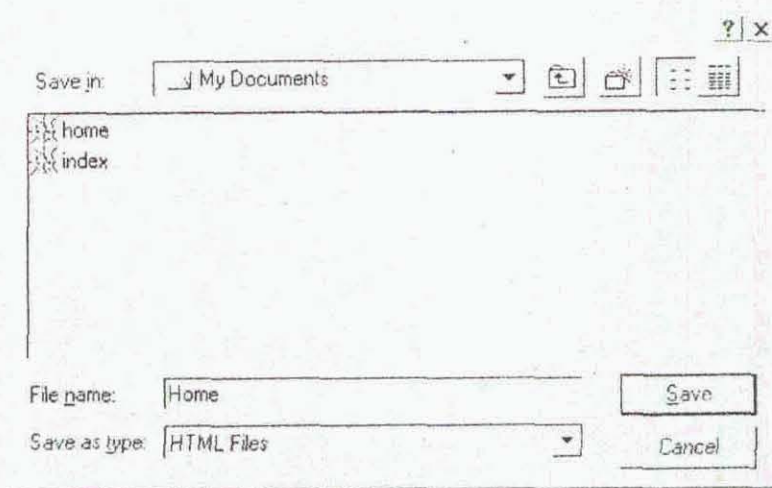 ? ×
Save in: My Documents
home
index
File name: Home Save
Save as type: HTML Files Cancel